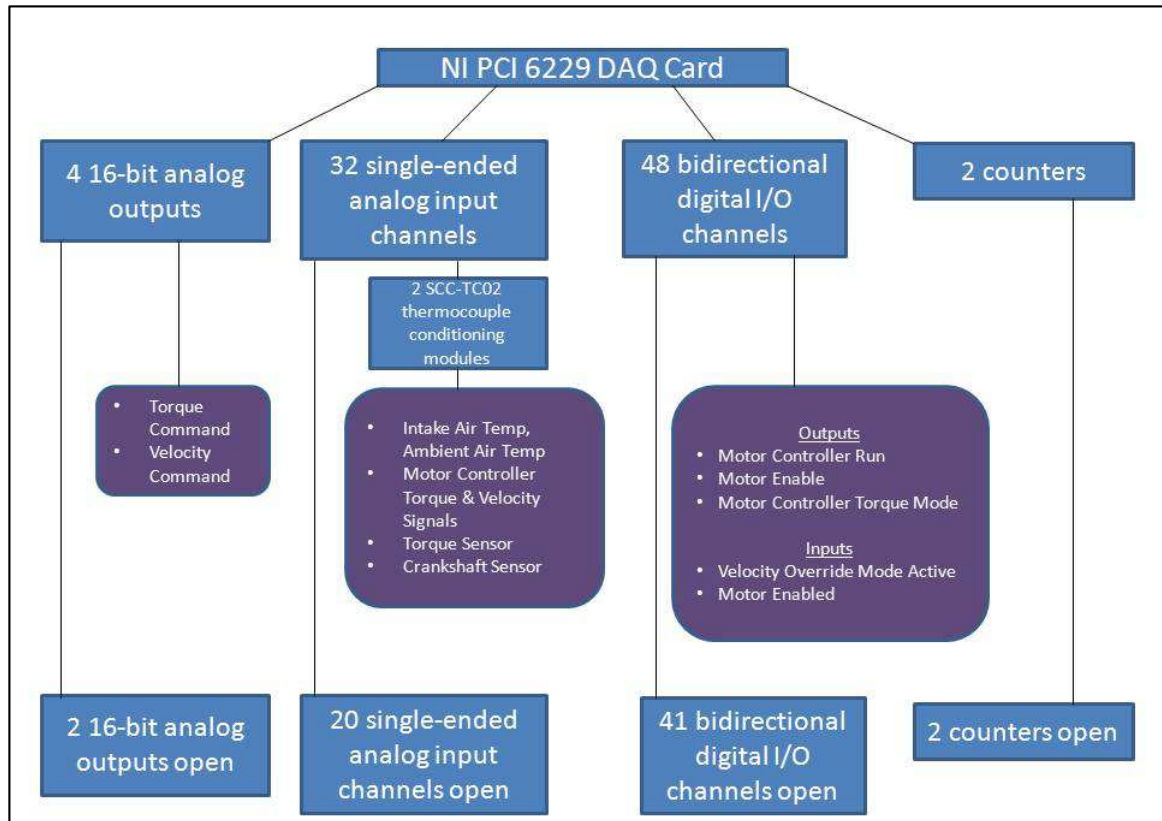 NI PCI 6229 DAQ Card
4 16-bit analog
outputs
32 single-ended
analog input
channels
48 bidirectional
digital I/O
channels
2 counters
2 SCC-TC02
thermocouple
conditioning
modules
• Torque
Command
• Velocity
Command
• Intake Air Temp,
Ambient Air Temp
• Motor Controller
Torque & Velocity
Signals
• Torque Sensor
• Crankshaft Sensor
Outputs
• Motor Controller Run
• Motor Enable
• Motor Controller Torque Mode
Inputs
• Velocity Override Mode Active
• Motor Enabled
2 16-bit analog
outputs open
20 single-ended
analog input
channels open
41 bidirectional
digital I/O
channels open
2 counters open